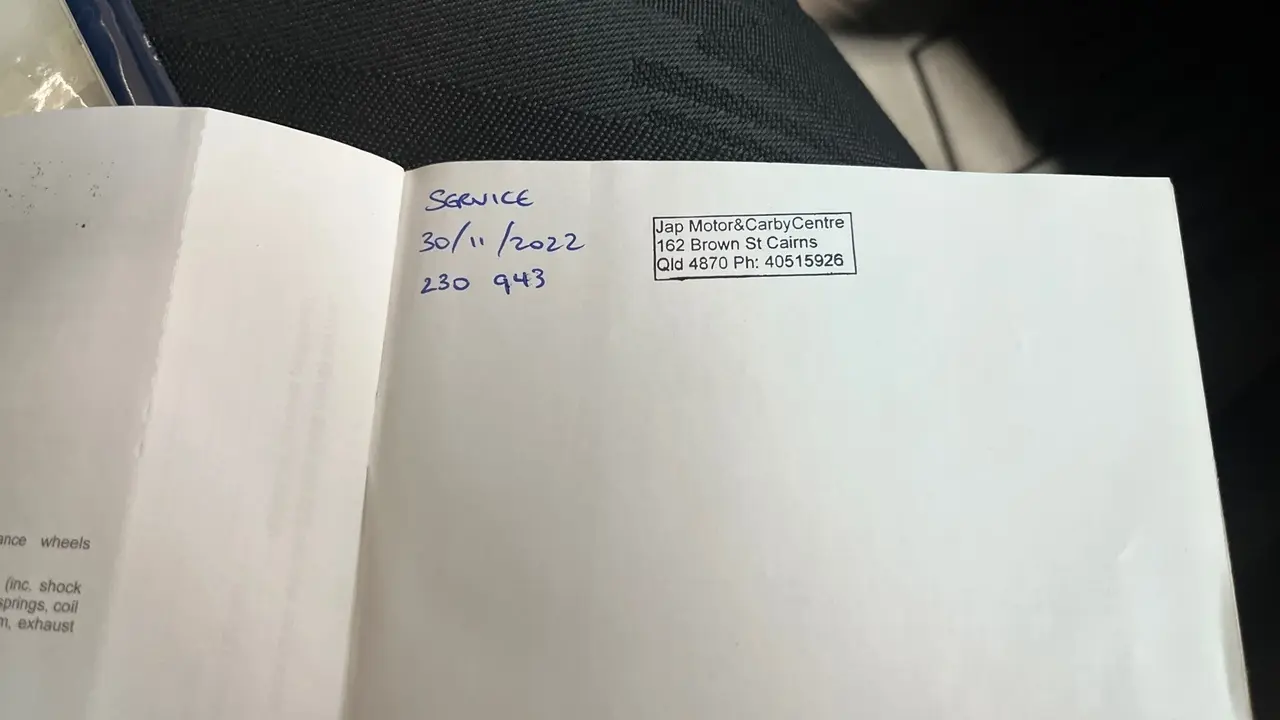 SERVICE
30/11/2022
230 943
Jap Motor&CarbyCentre
162 Brown St Cairns
Qld 4870 Ph: 40515926
wheels
(inc. shock
springs, coil
exhaust